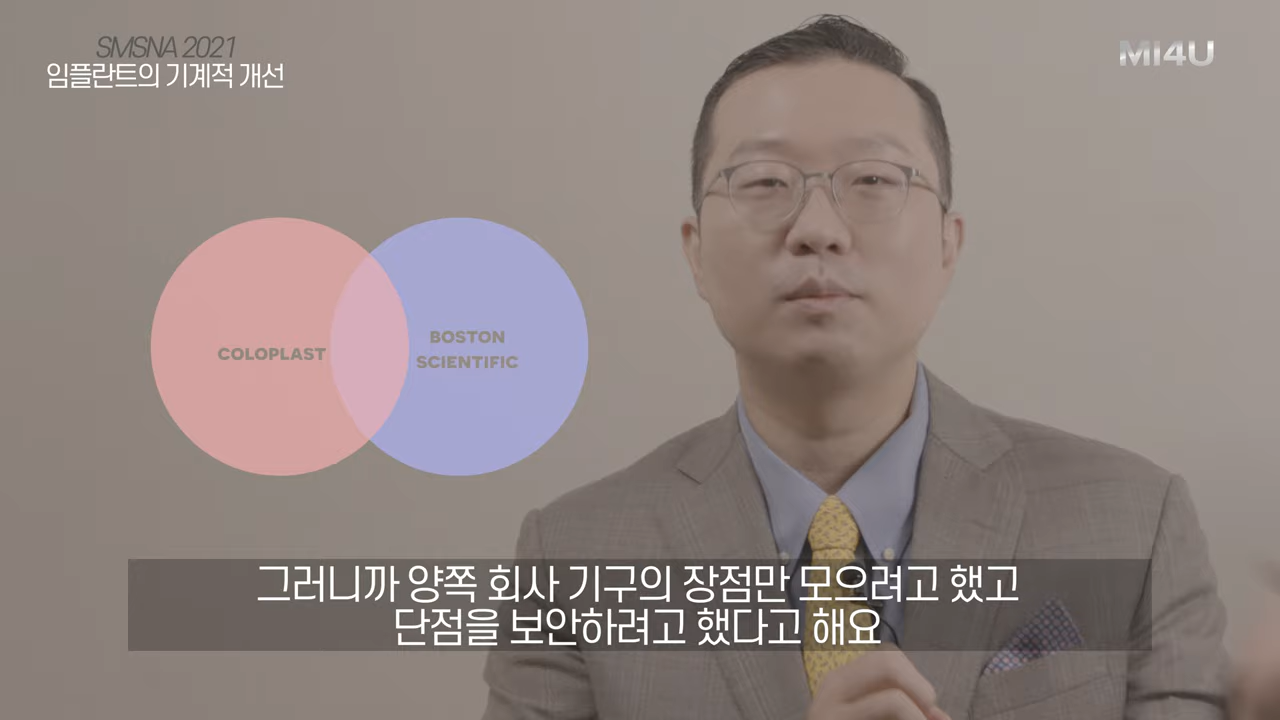 SMSNA 2021
임플란트의 기계적 개선
MI4U
COLOPLAST
BOSTON
SCIENTIFIC
그러니까 양쪽 회사 기구의 장점만 모으려고 했고
단점을 보안하려고 했다고 해요